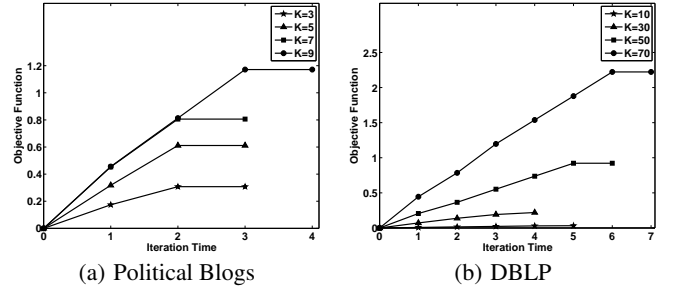 K=3
K=5
K=7
K=9
1.2
1
0.8
0.6
0.4
0.2
0
Objective Function
0 1 2 3 4
Iteration Time
(a) Political Blogs
K=10
K=30
K=50
K=70
2.5
2
1.5
1
0.5
0
Objective Function
0 1 2 3 4 5 6 7
Iteration Time
(b) DBLP